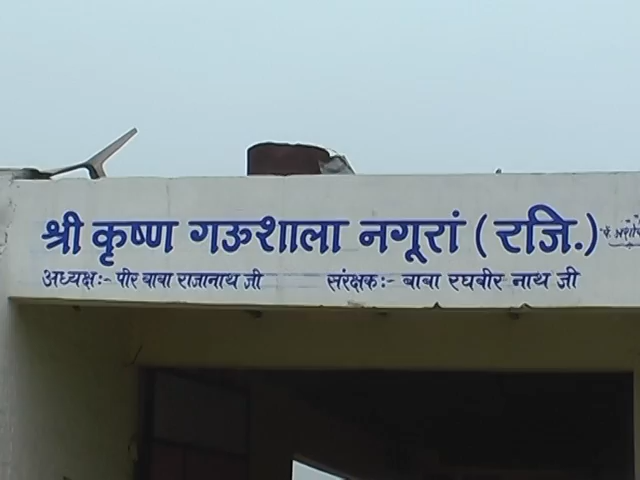 श्री कृष्ण गऊशाला नगूरां (रजि.)
अध्यक्ष:- पीर बाबा राजानाथ जी संरक्षक:- बाबा रघबीर नाथ जी